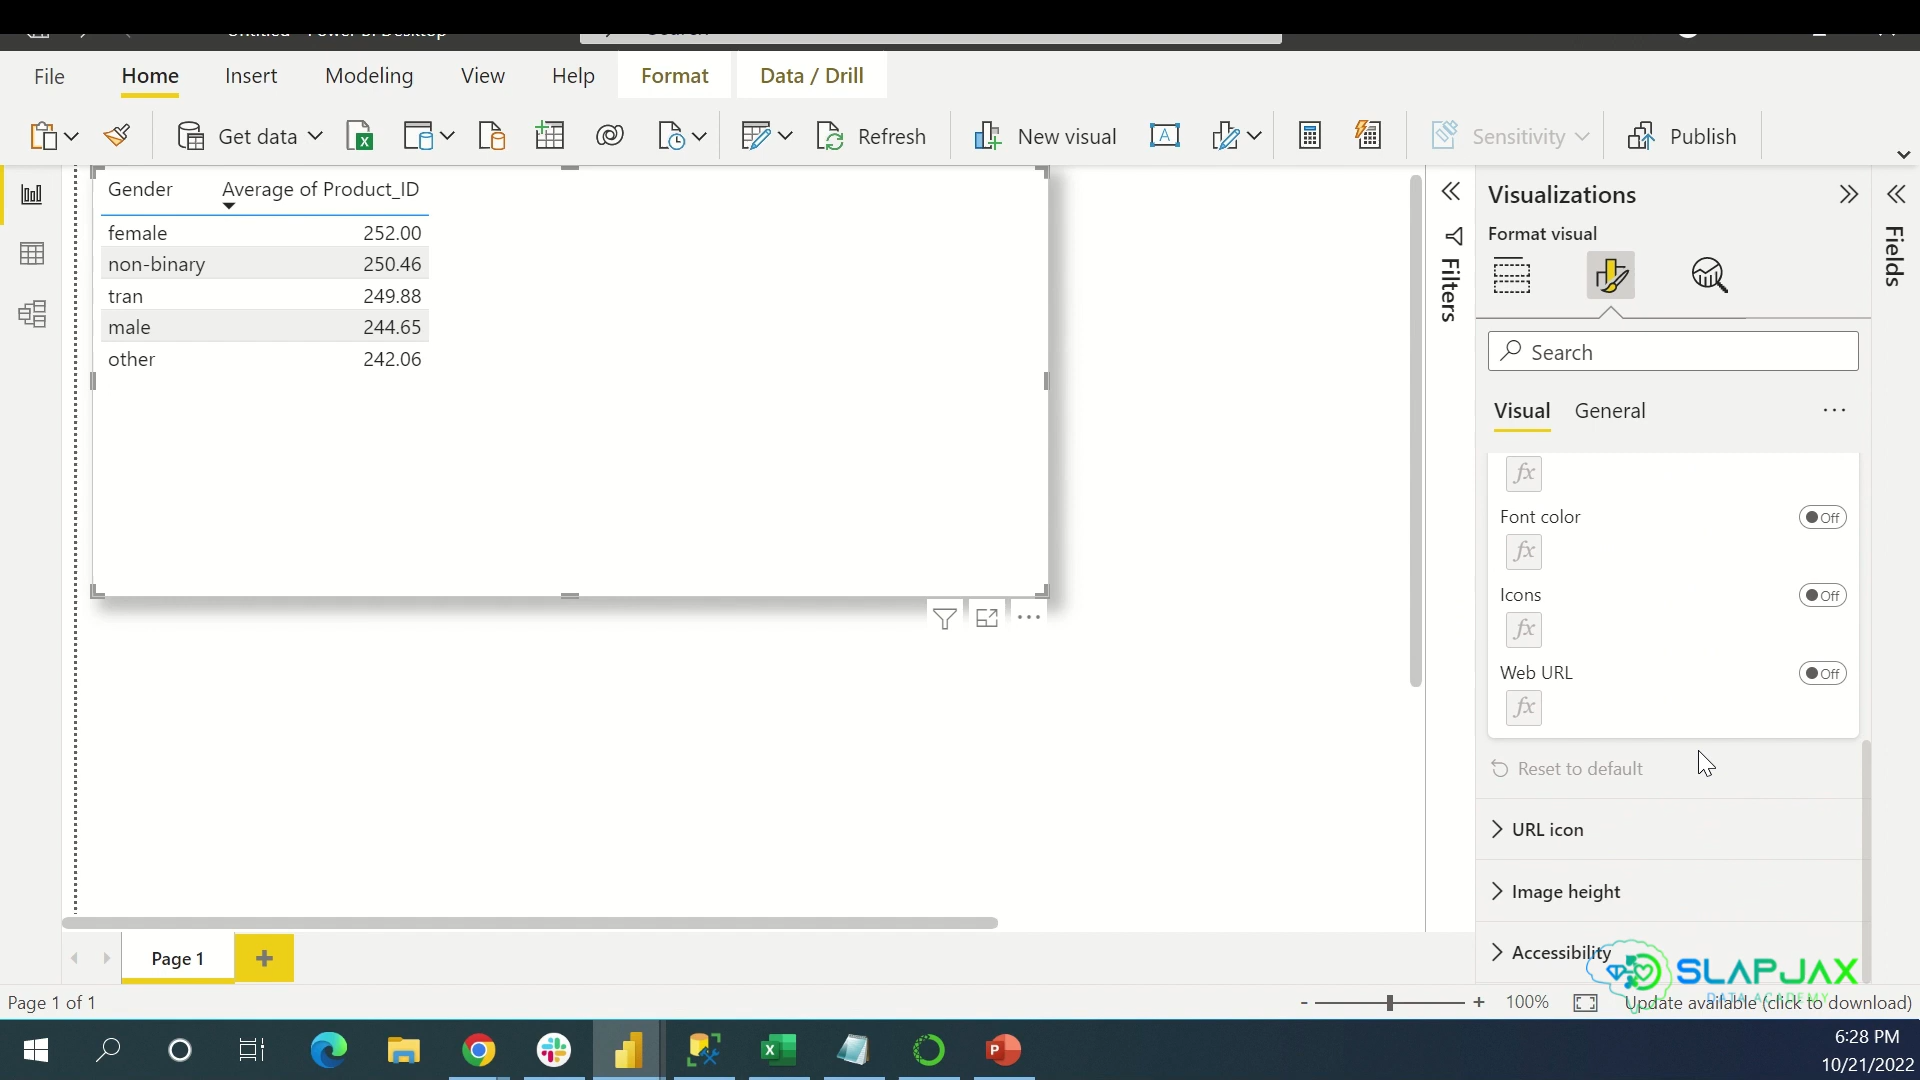 File Home Insert Modeling View Help Format Data / Drill
Get data Refresh New visual Sensitivity Publish
Gender Average of Product_ID
female 252.00
non-binary 250.46
tran 249.88
male 244.65
other 242.06
Filters
Visualizations
Format visual
Search
Visual General
fx
Font color Off
fx
Icons Off
fx
Web URL Off
fx
Reset to default
URL icon
Image height
Accessibility
Fields
SLAPJAX
Page 1
Page 1 of 1
100%
Update available (click to download)
6:28 PM
10/21/2022